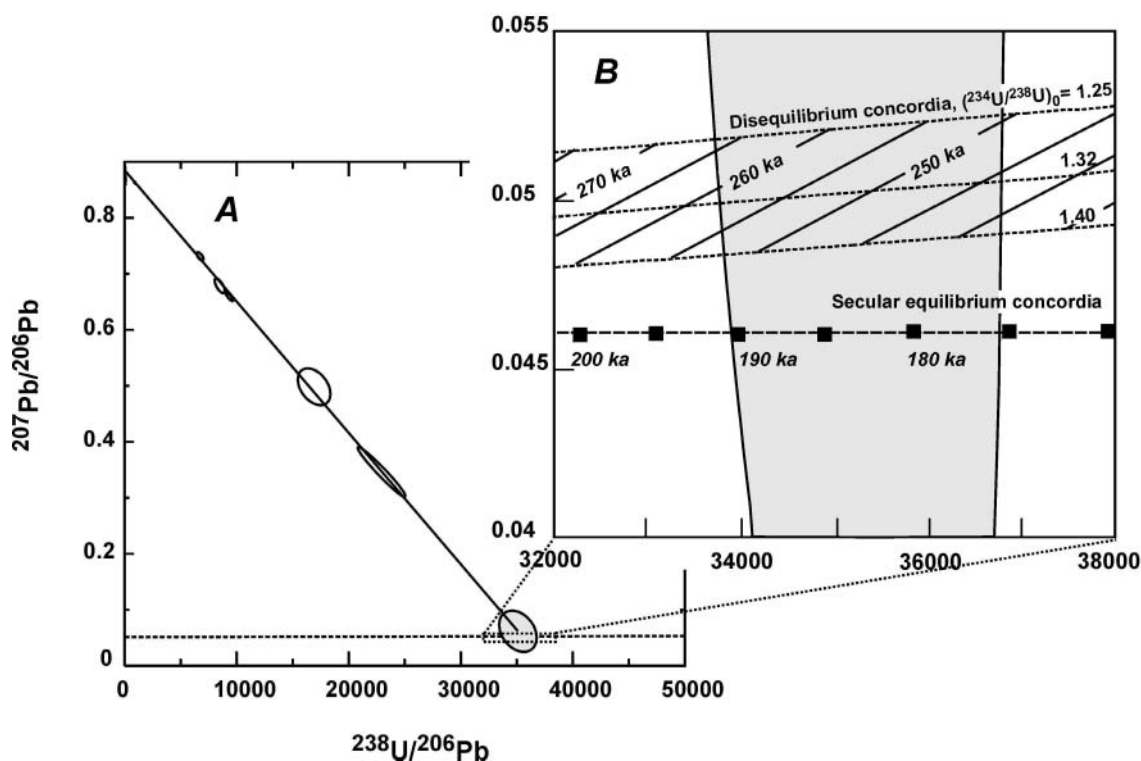 A
0.8
0.6
0.4
0.2
0
0
10000
20000
30000
40000
50000
²⁰⁷Pb/²⁰⁶Pb
²³⁸U/²⁰⁶Pb
B
0.055
0.05
0.045
0.04
32000
34000
36000
38000
Disequilibrium concordia, (²³⁴U/²³⁸U)₀= 1.25
1.32
1.40
270 ka
260 ka
250 ka
Secular equilibrium concordia
200 ka
190 ka
180 ka